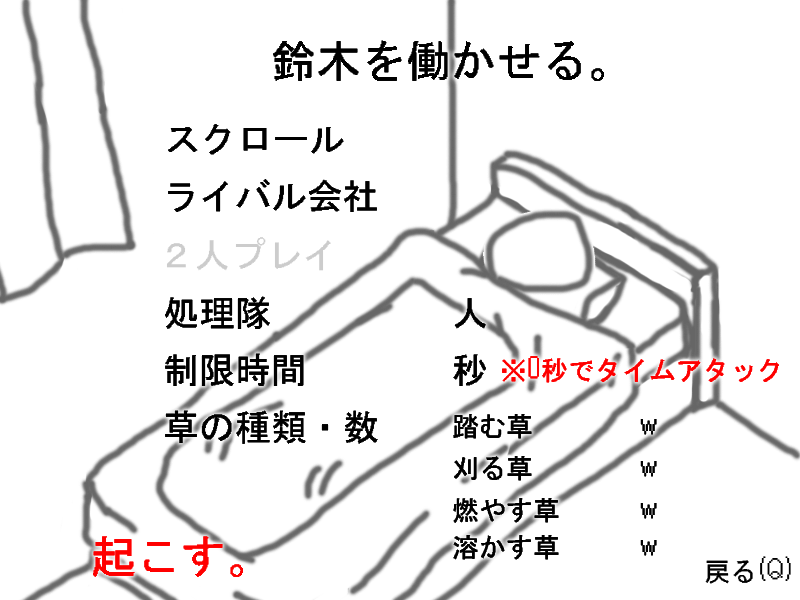 鈴木を働かせる。
スクロール
ライバル会社
２人プレイ
処理隊 人
制限時間 秒 ※0秒でタイムアタック
草の種類・数 踏む草 w
刈る草 w
燃やす草 w
溶かす草 w
起こす。
戻る(Q)